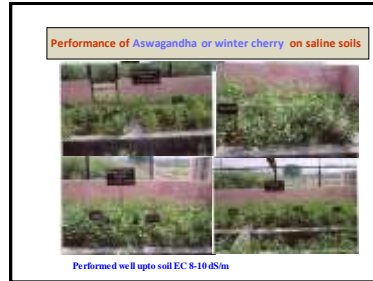 Performance of Aswagandha or winter cherry on saline soils
Performed well upto soil EC 8-10 dS/m